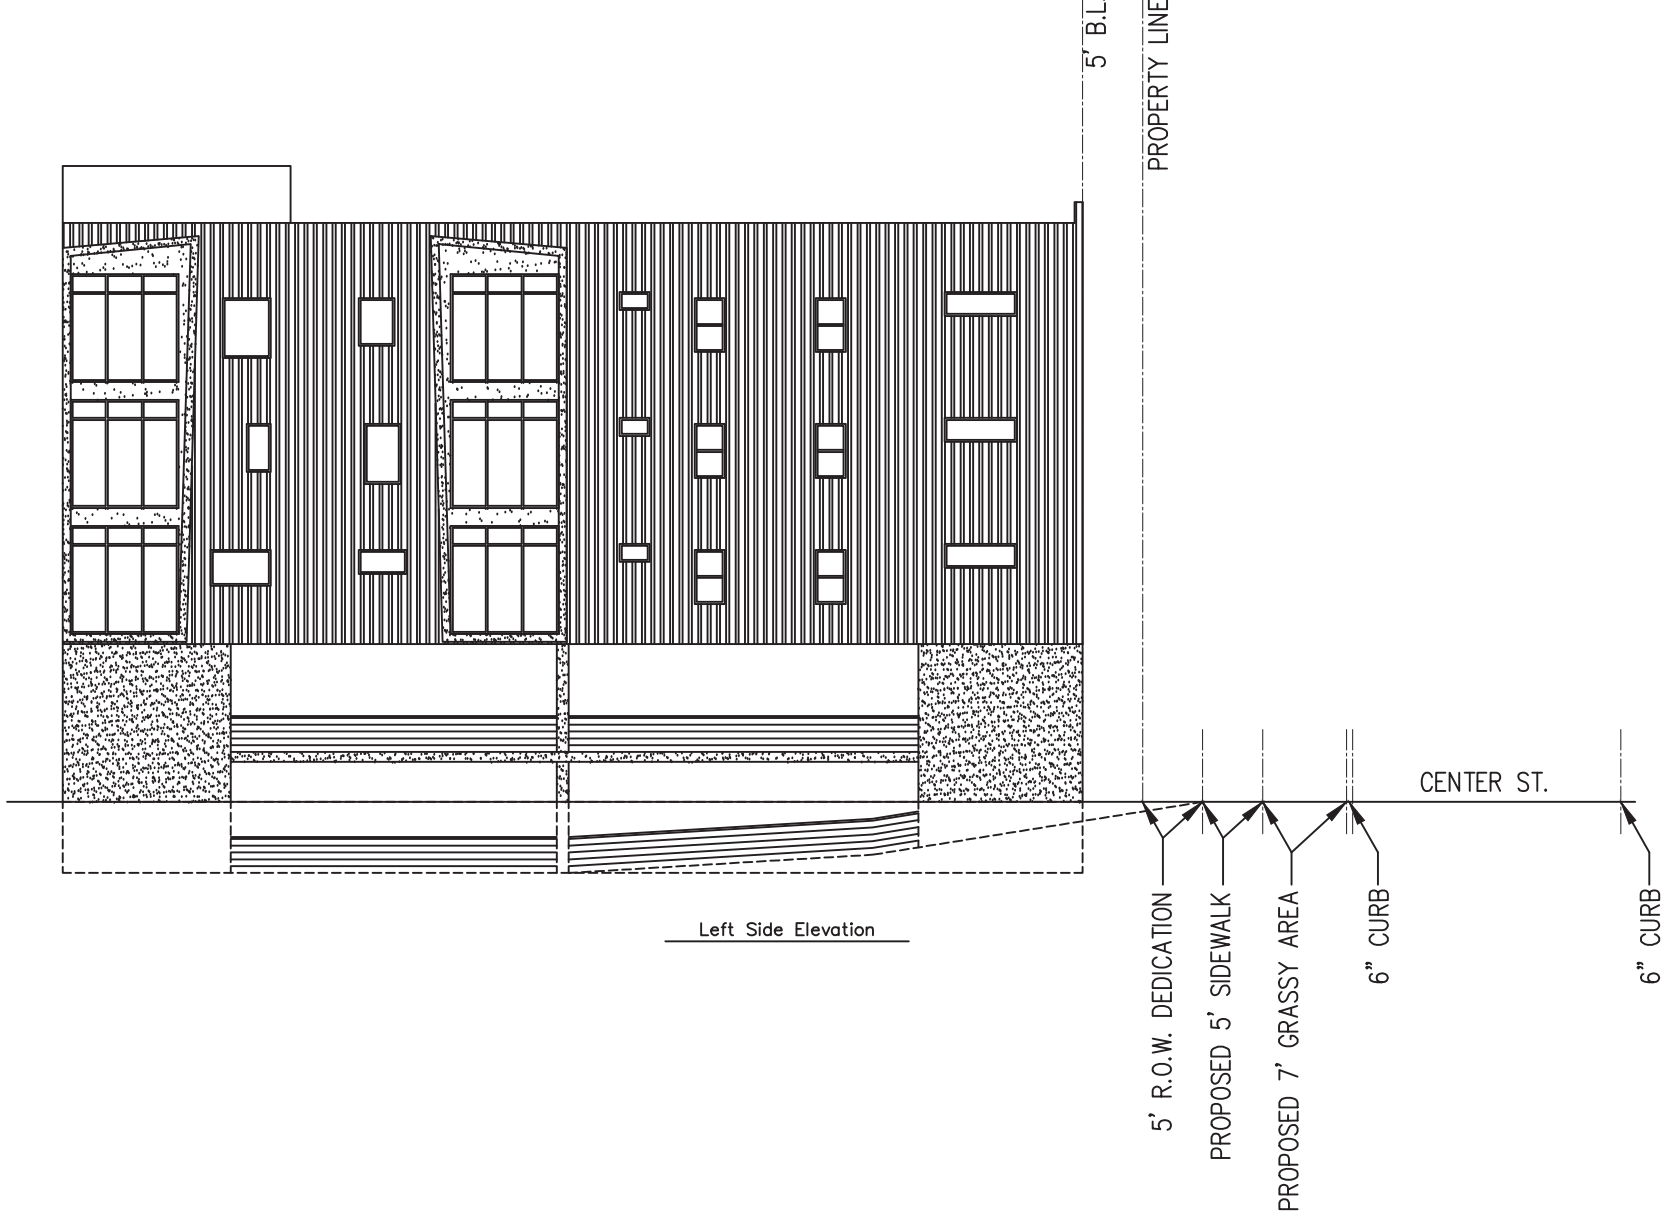 5' B.L.
PROPERTY LINE
CENTER ST.
Left Side Elevation
5' R.O.W. DEDICATION
PROPOSED 5' SIDEWALK
PROPOSED 7' GRASSY AREA
6" CURB
6" CURB